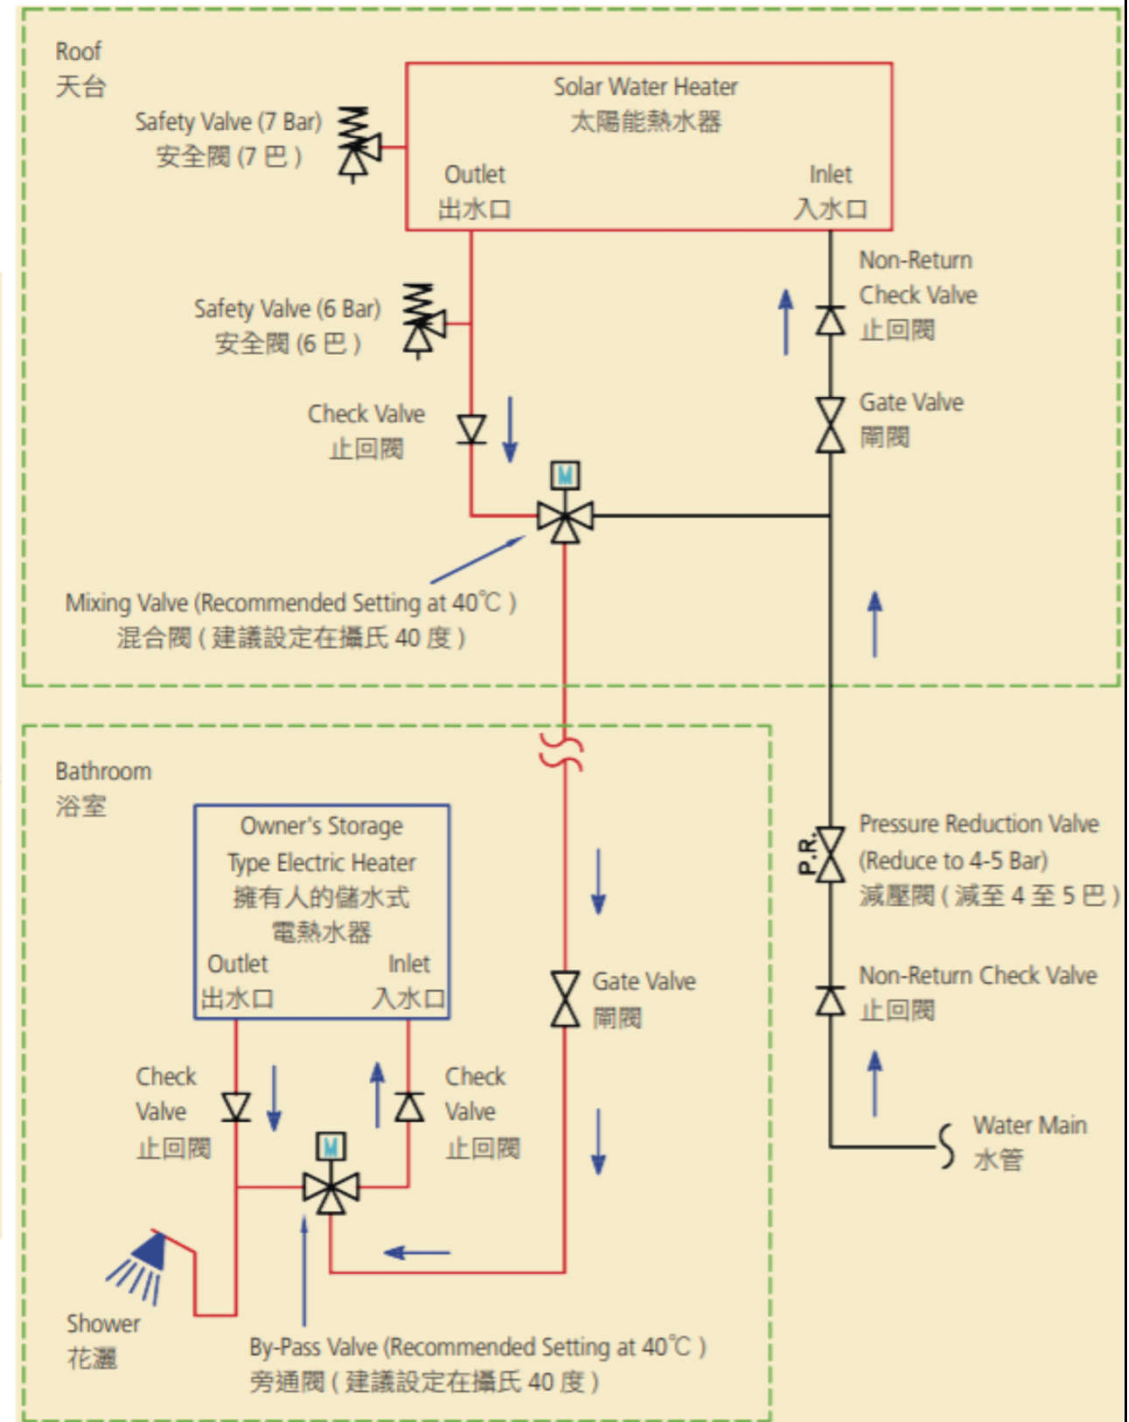 Roof
天台
Solar Water Heater
太陽能熱水器
Safety Valve (7 Bar)
安全閥 (7 巴 )
Outlet
出水口
Inlet
入水口
Non-Return
Check Valve
止回閥
Safety Valve (6 Bar)
安全閥 (6 巴 )
Gate Valve
閘閥
Check Valve
止回閥
M
Mixing Valve (Recommended Setting at 40℃ )
混合閥 ( 建議設定在攝氏 40 度 )
Bathroom
浴室
Owner's Storage
Type Electric Heater
擁有人的儲水式
電熱水器
Outlet
出水口
Inlet
入水口
P.R.
Pressure Reduction Valve
(Reduce to 4-5 Bar)
減壓閥 ( 減至 4 至 5 巴 )
Gate Valve
閘閥
Non-Return Check Valve
止回閥
Check
Valve
止回閥
Check
Valve
止回閥
M
Water Main
水管
Shower
花灑
By-Pass Valve (Recommended Setting at 40℃ )
旁通閥 ( 建議設定在攝氏 40 度 )